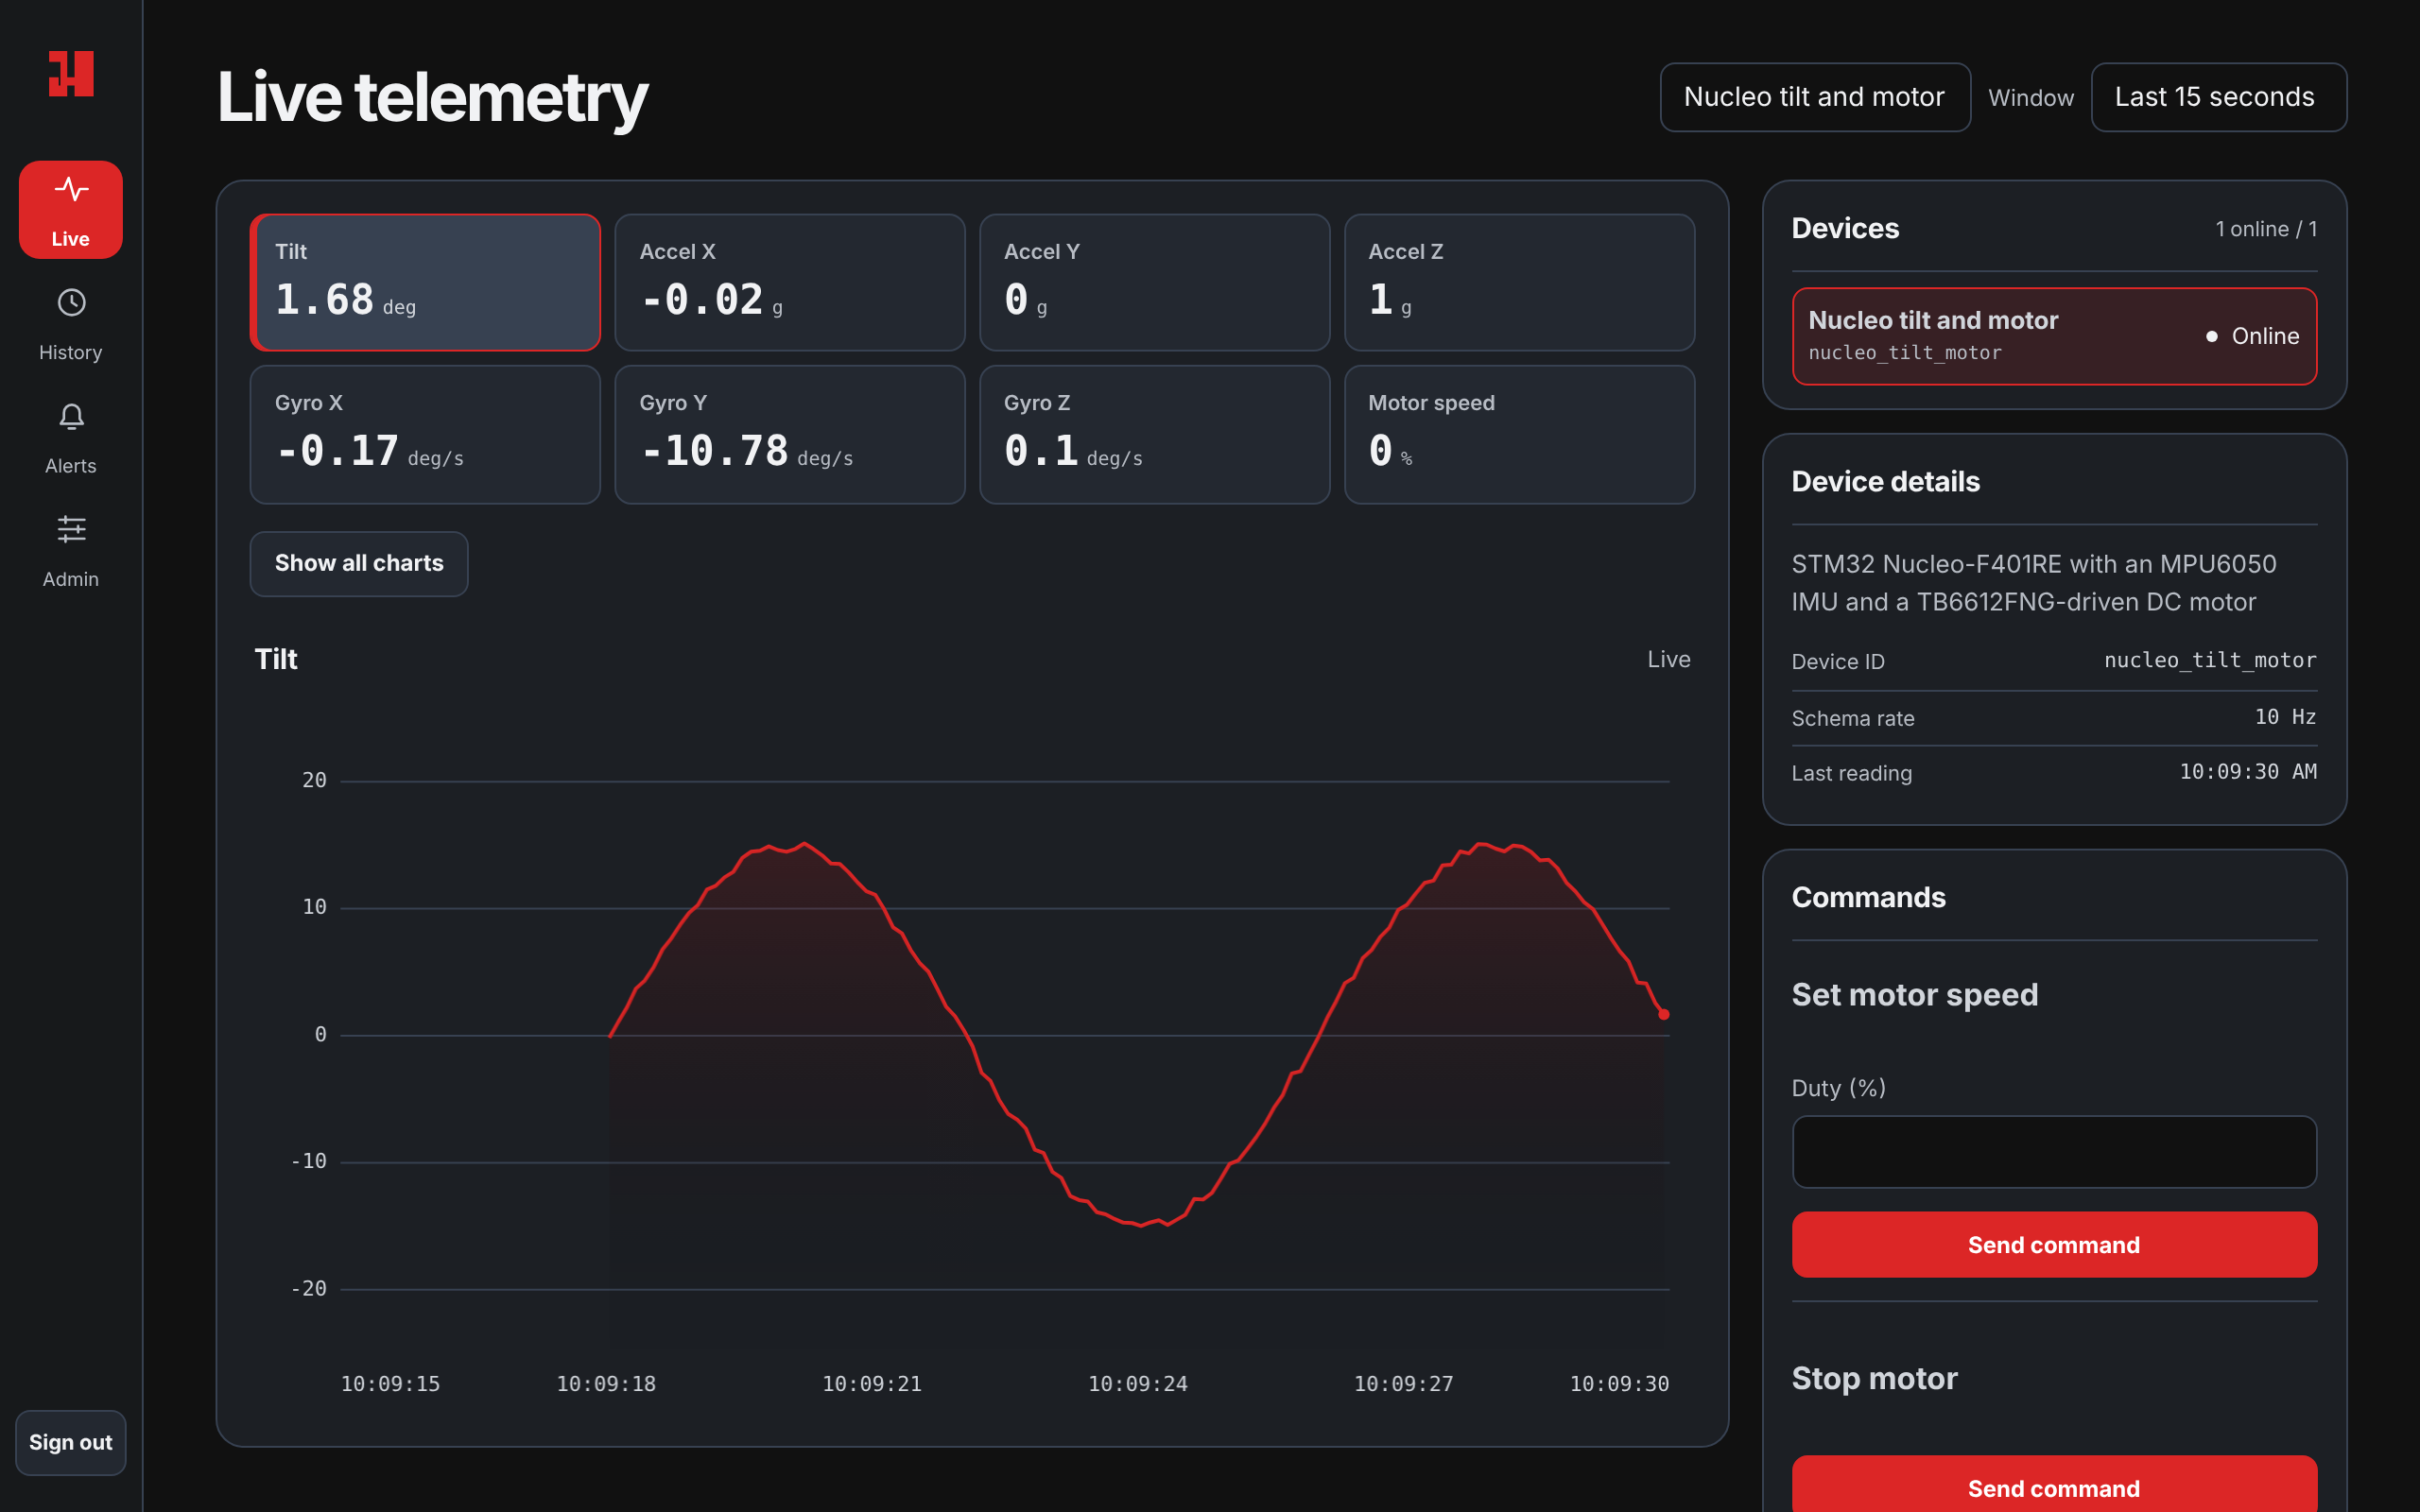 Live telemetry
Nucleo tilt and motor
Window
Last 15 seconds
Live
History
Alerts
Admin
Sign out
Tilt
1.68 deg
Accel X
-0.02 g
Accel Y
0 g
Accel Z
1 g
Gyro X
-0.17 deg/s
Gyro Y
-10.78 deg/s
Gyro Z
0.1 deg/s
Motor speed
0 %
Show all charts
Tilt
Live
20
10
0
-10
-20
10:09:15
10:09:18
10:09:21
10:09:24
10:09:27
10:09:30
Devices
1 online / 1
Nucleo tilt and motor
nucleo_tilt_motor
Online
Device details
STM32 Nucleo-F401RE with an MPU6050
IMU and a TB6612FNG-driven DC motor
Device ID
nucleo_tilt_motor
Schema rate
10 Hz
Last reading
10:09:30 AM
Commands
Set motor speed
Duty (%)
Send command
Stop motor
Send command